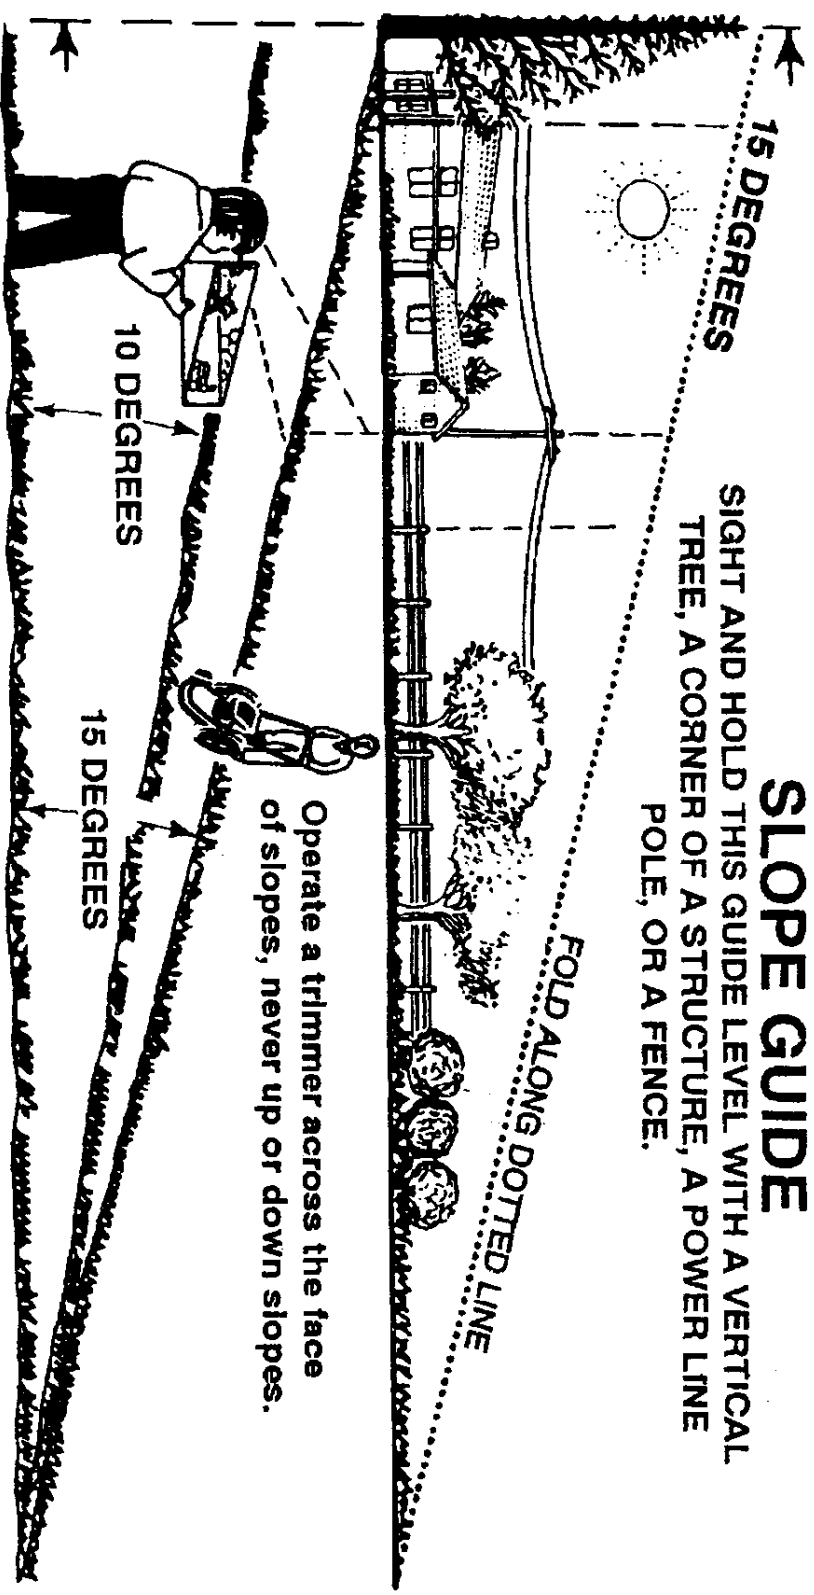 SLOPE GUIDE
SIGHT AND HOLD THIS GUIDE LEVEL WITH A VERTICAL
TREE, A CORNER OF A STRUCTURE, A POWER LINE
POLE, OR A FENCE.
15 DEGREES
FOLD ALONG DOTTED LINE
Operate a trimmer across the face
of slopes, never up or down slopes.
10 DEGREES
15 DEGREES